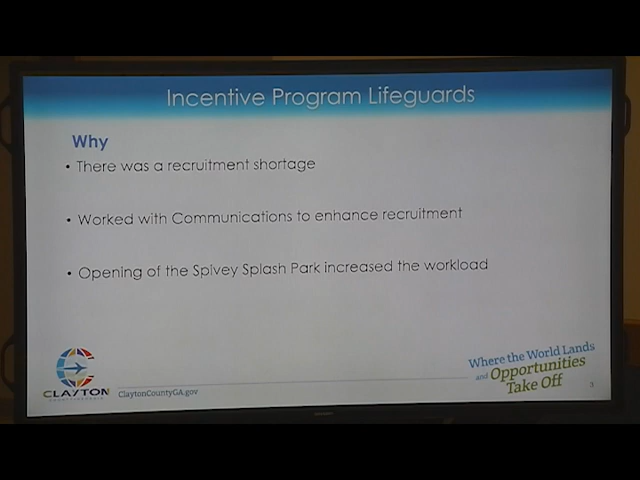 Incentive Program Lifeguards
Why
• There was a recruitment shortage
• Worked with Communications to enhance recruitment
• Opening of the Spivey Splash Park increased the workload
CLAYTON
ClaytonCountyGA.gov
Where the World Lands
and Opportunities
Take Off
3